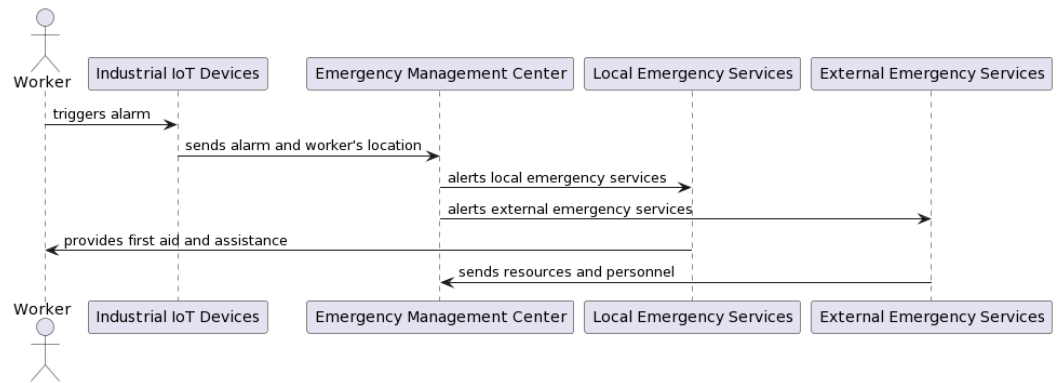 Worker
Industrial IoT Devices
Emergency Management Center
Local Emergency Services
External Emergency Services
triggers alarm
sends alarm and worker's location
alerts local emergency services
alerts external emergency services
provides first aid and assistance
sends resources and personnel
Worker
Industrial IoT Devices
Emergency Management Center
Local Emergency Services
External Emergency Services